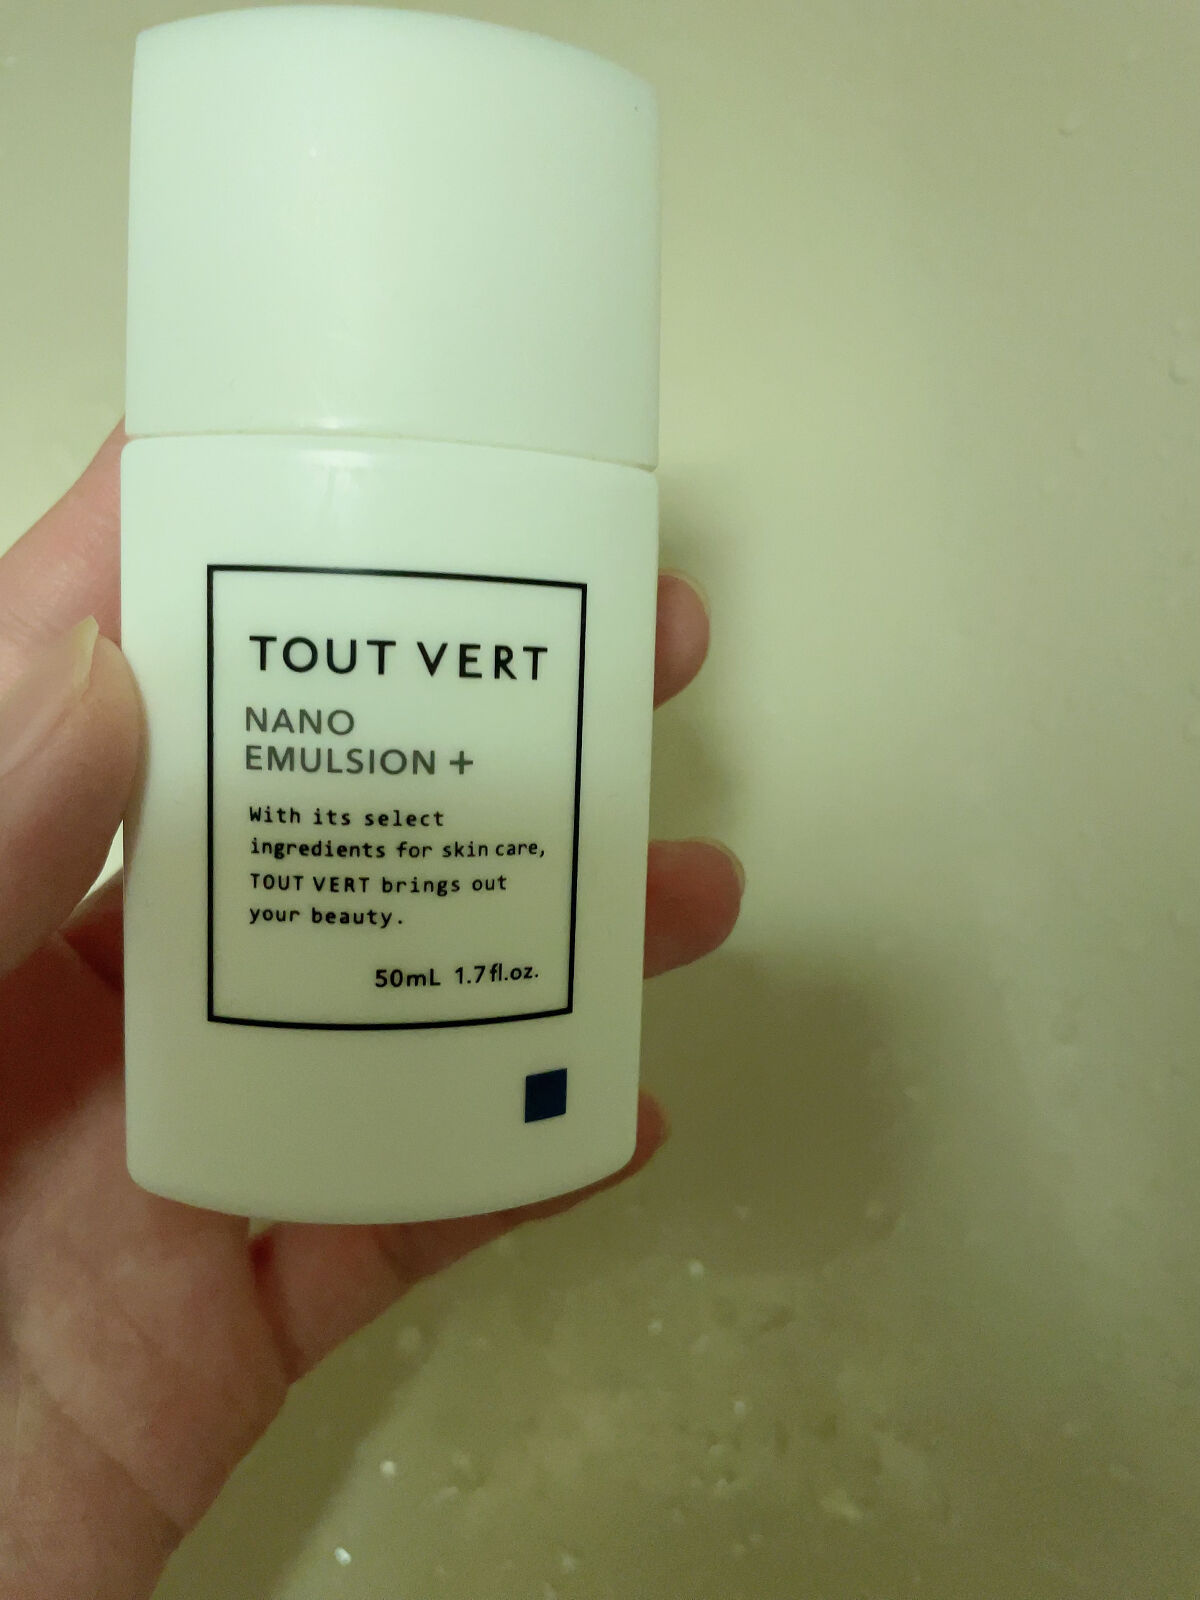 TOUT VERT
NANO
EMULSION +
With its select
ingredients for skin care,
TOUT VERT brings out
your beauty.
50mL 1.7fl.oz.